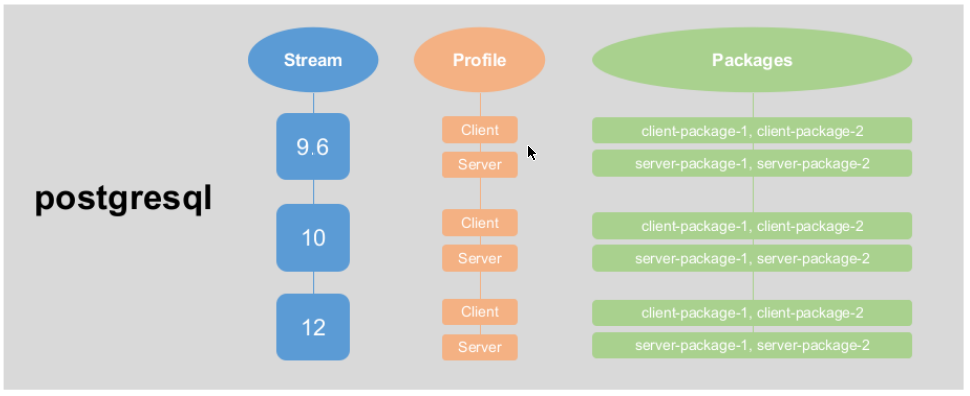 Stream Profile Packages
postgresql
9.6
Client
client-package-1, client-package-2
Server
server-package-1, server-package-2
10
Client
client-package-1, client-package-2
Server
server-package-1, server-package-2
12
Client
client-package-1, client-package-2
Server
server-package-1, server-package-2